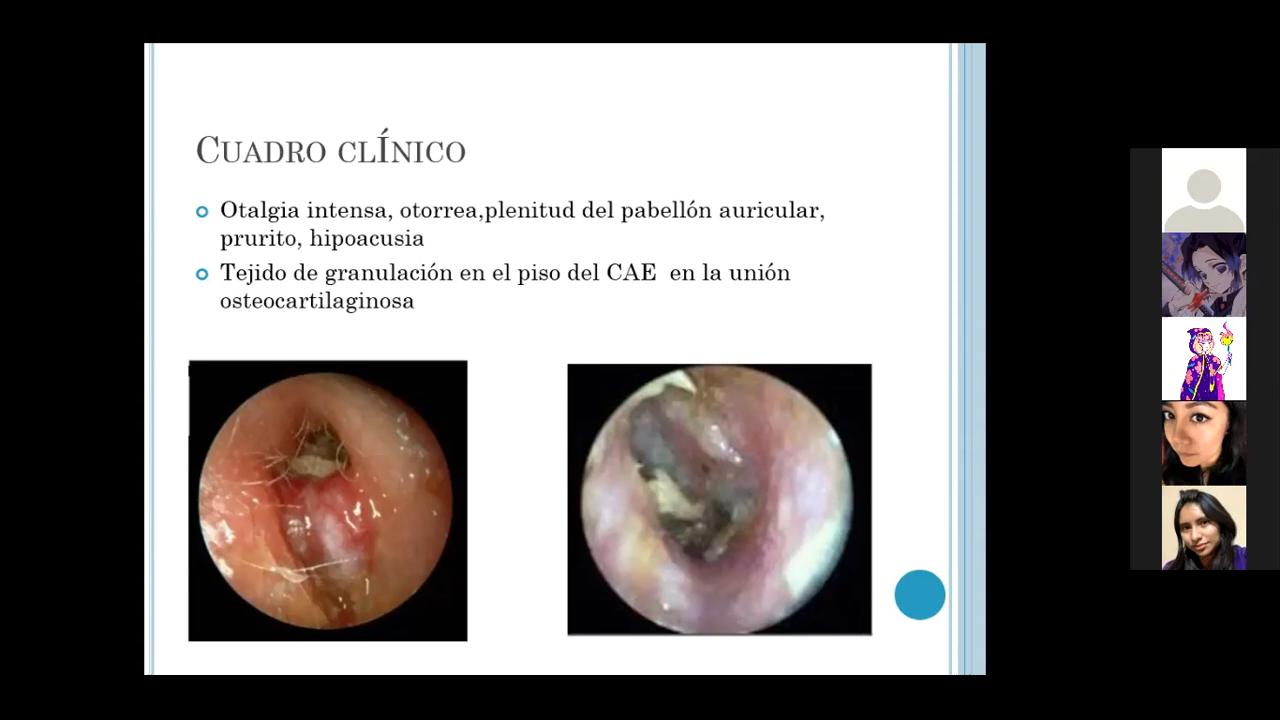 Cuadro clínico
Otalgia intensa, otorrea,plenitud del pabellón auricular,
prurito, hipoacusia
Tejido de granulación en el piso del CAE en la unión
osteocartilaginosa